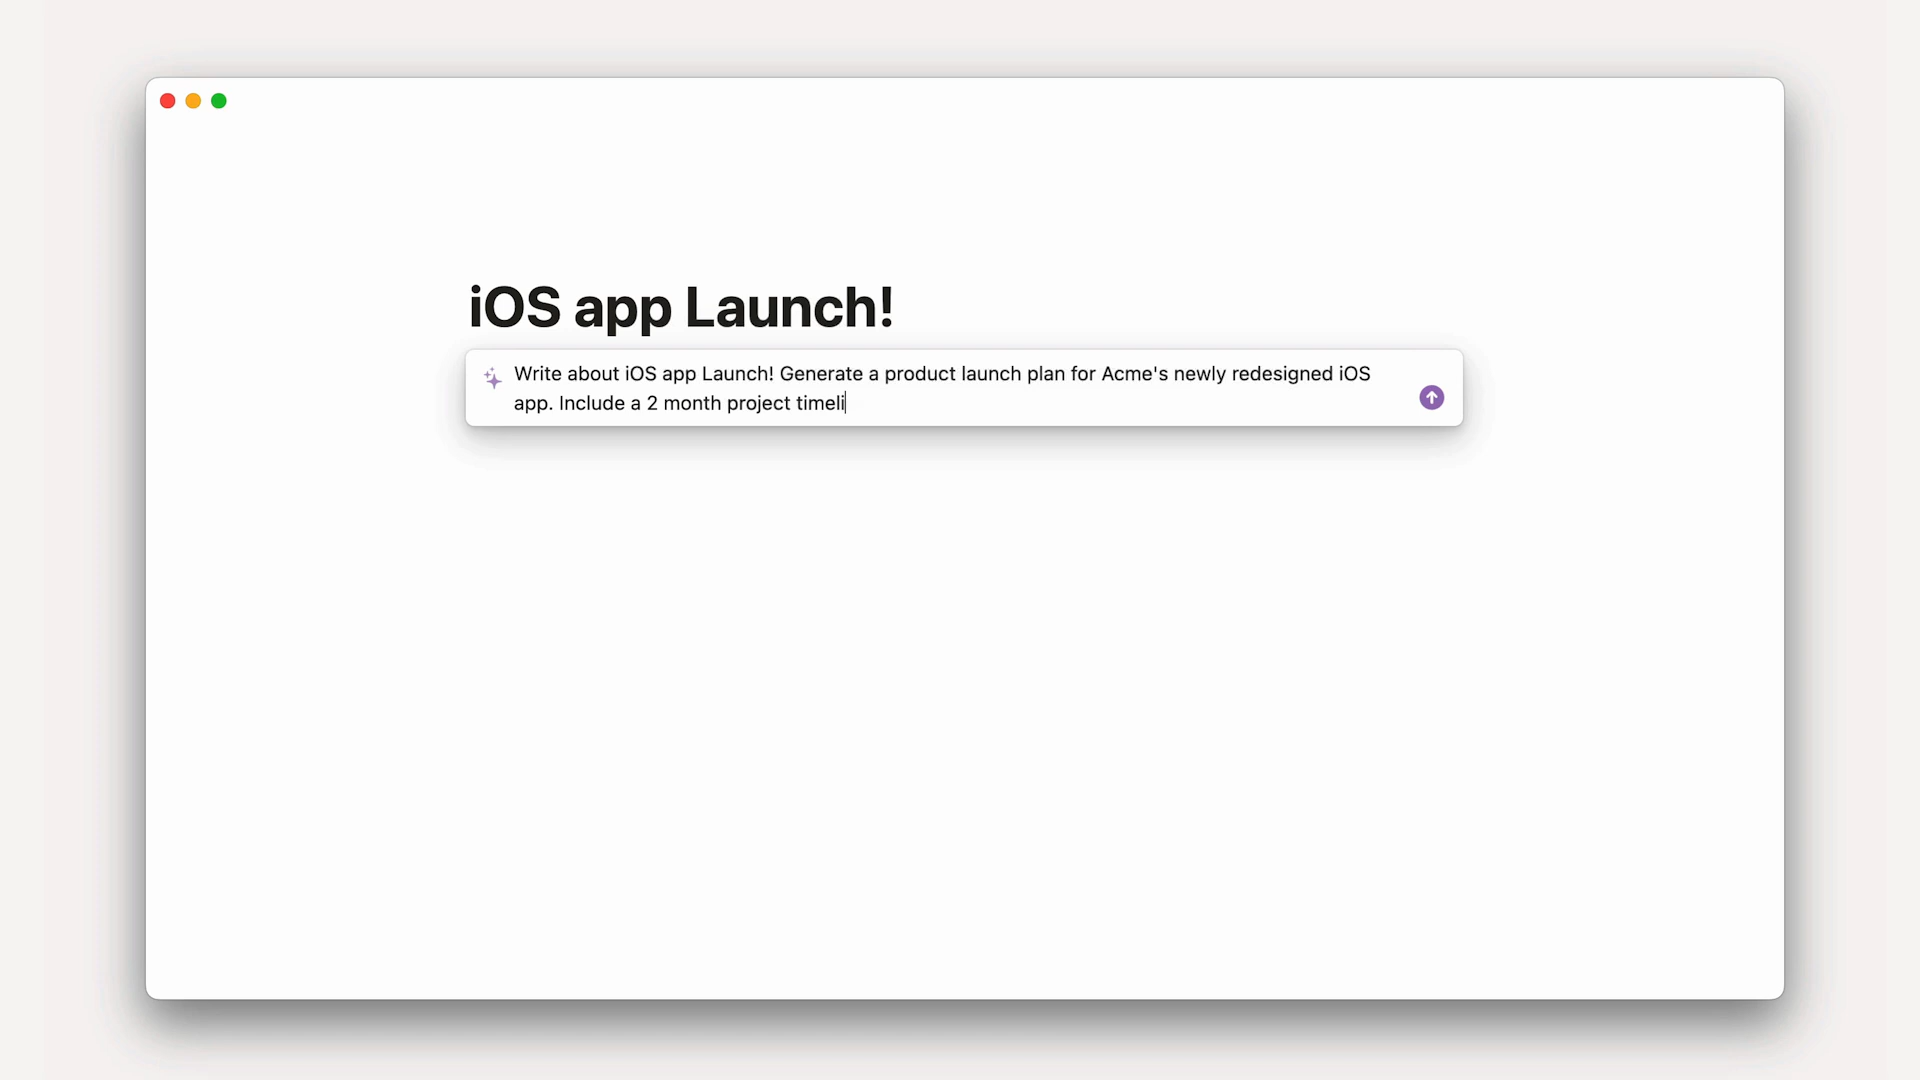 iOS app Launch!
Write about iOS app Launch! Generate a product launch plan for Acme's newly redesigned iOS
app. Include a 2 month project timeli